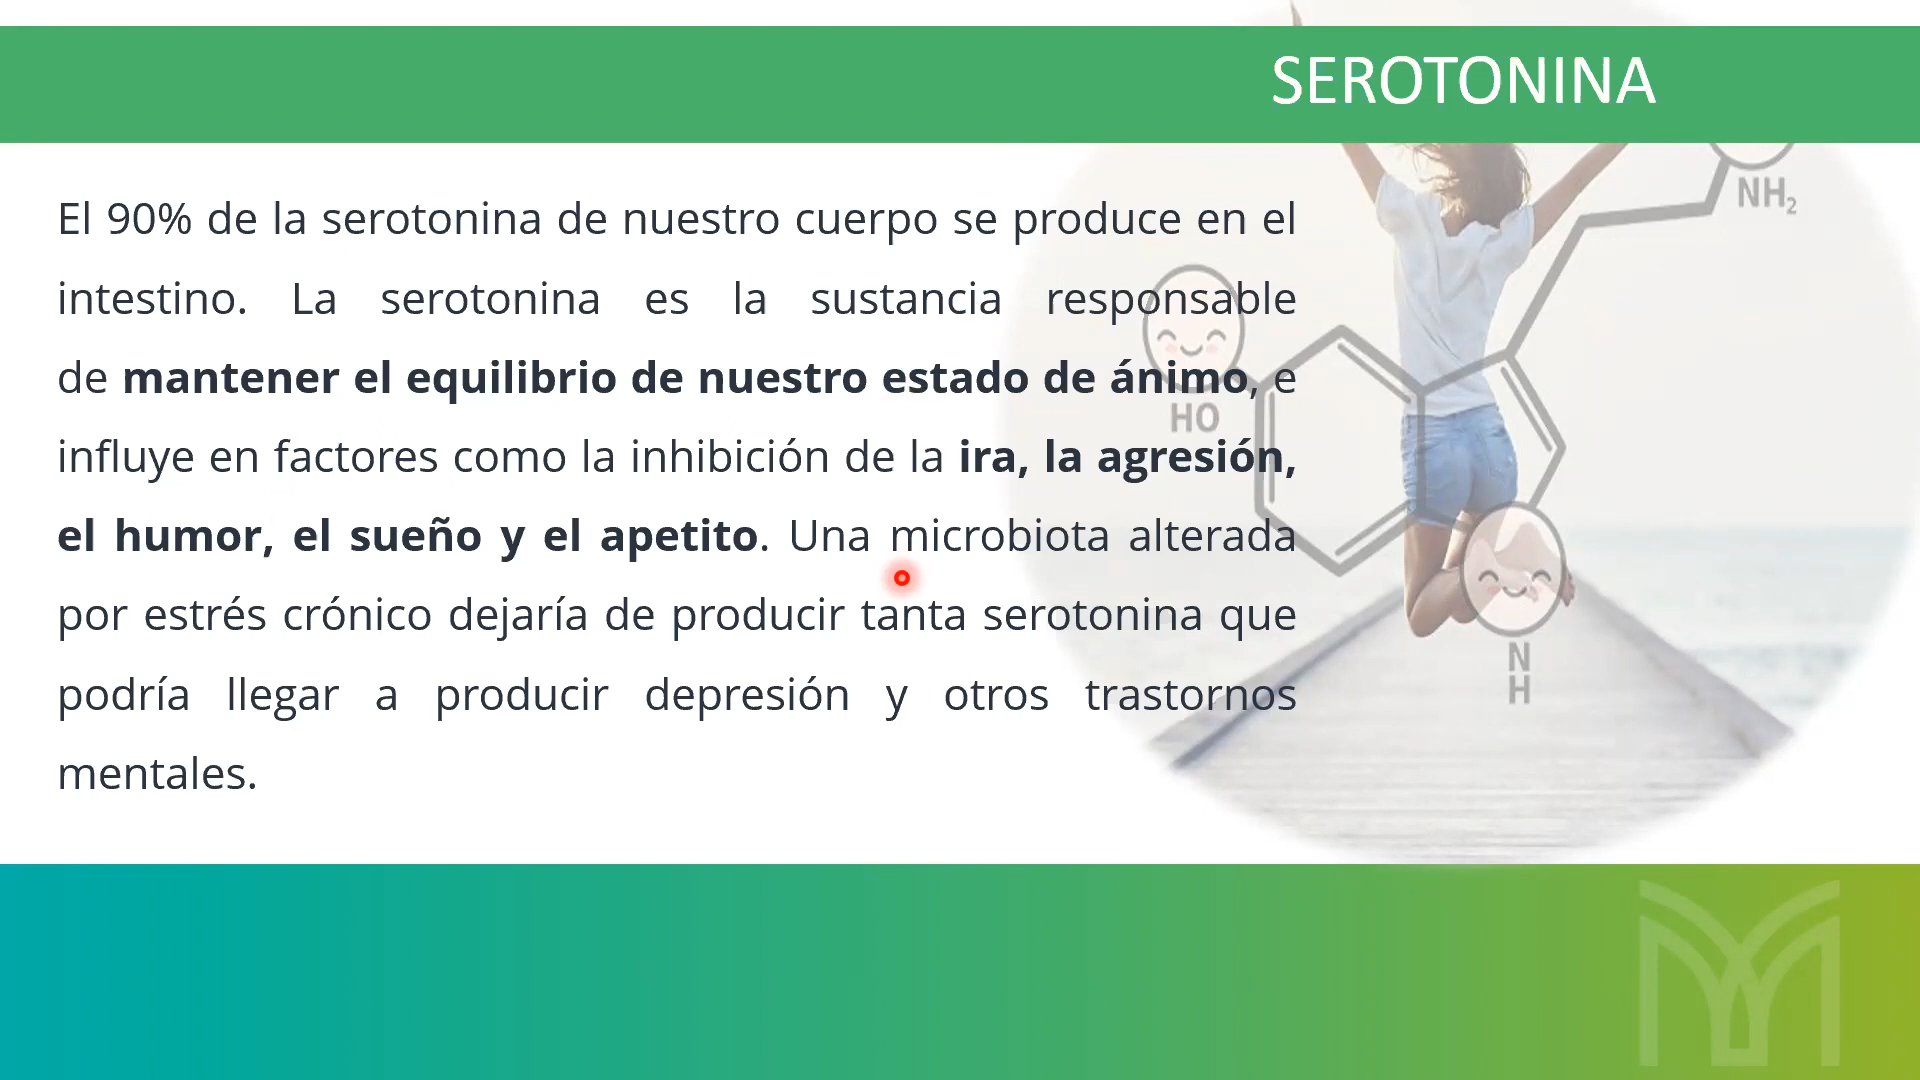 SEROTONINA
El 90% de la serotonina de nuestro cuerpo se produce en el
intestino. La serotonina es la sustancia responsable
de mantener el equilibrio de nuestro estado de ánimo, e
influye en factores como la inhibición de la ira, la agresión,
el humor, el sueño y el apetito. Una microbiota alterada
por estrés crónico dejaría de producir tanta serotonina que
podría llegar a producir depresión y otros trastornos
mentales.
NH₂
HO
N
H